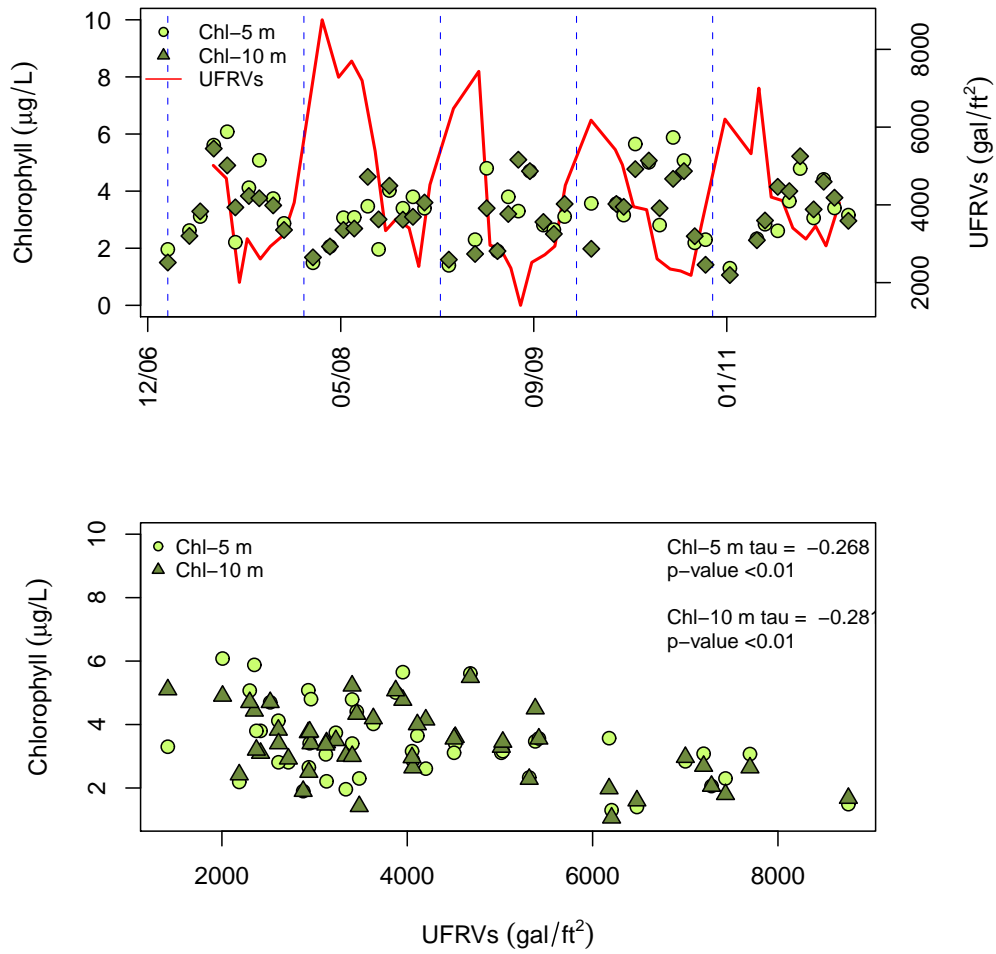 Chlorophyll (μg/L)
10
8
6
4
2
0
Chl−5 m
Chl−10 m
UFRVs
8000
6000
4000
2000
UFRVs (gal/ft²)
12/06
05/08
09/09
01/11
Chlorophyll (μg/L)
10
8
6
4
2
Chl−5 m
Chl−10 m
Chl−5 m tau = −0.268
p−value <0.01
Chl−10 m tau = −0.281
p−value <0.01
2000
4000
6000
8000
UFRVs (gal/ft²)